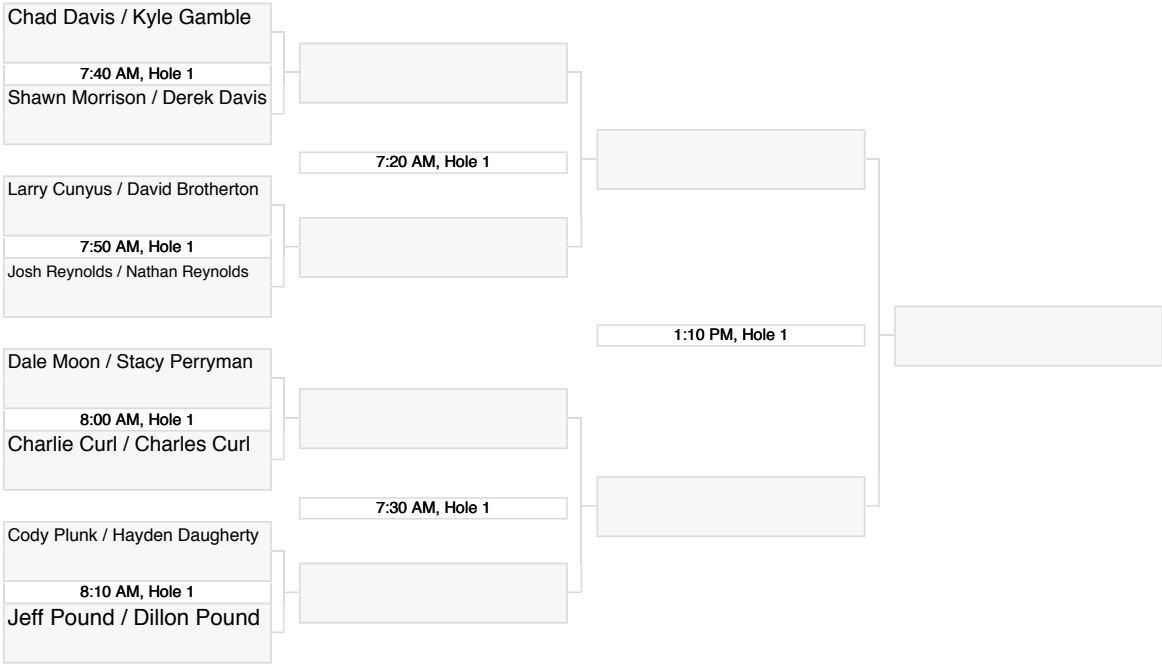 Chad Davis / Kyle Gamble
7:40 AM, Hole 1
Shawn Morrison / Derek Davis
Larry Cunyus / David Brotherton
7:50 AM, Hole 1
Josh Reynolds / Nathan Reynolds
Dale Moon / Stacy Perryman
8:00 AM, Hole 1
Charlie Curl / Charles Curl
Cody Plunk / Hayden Daugherty
8:10 AM, Hole 1
Jeff Pound / Dillon Pound
7:20 AM, Hole 1
7:30 AM, Hole 1
1:10 PM, Hole 1